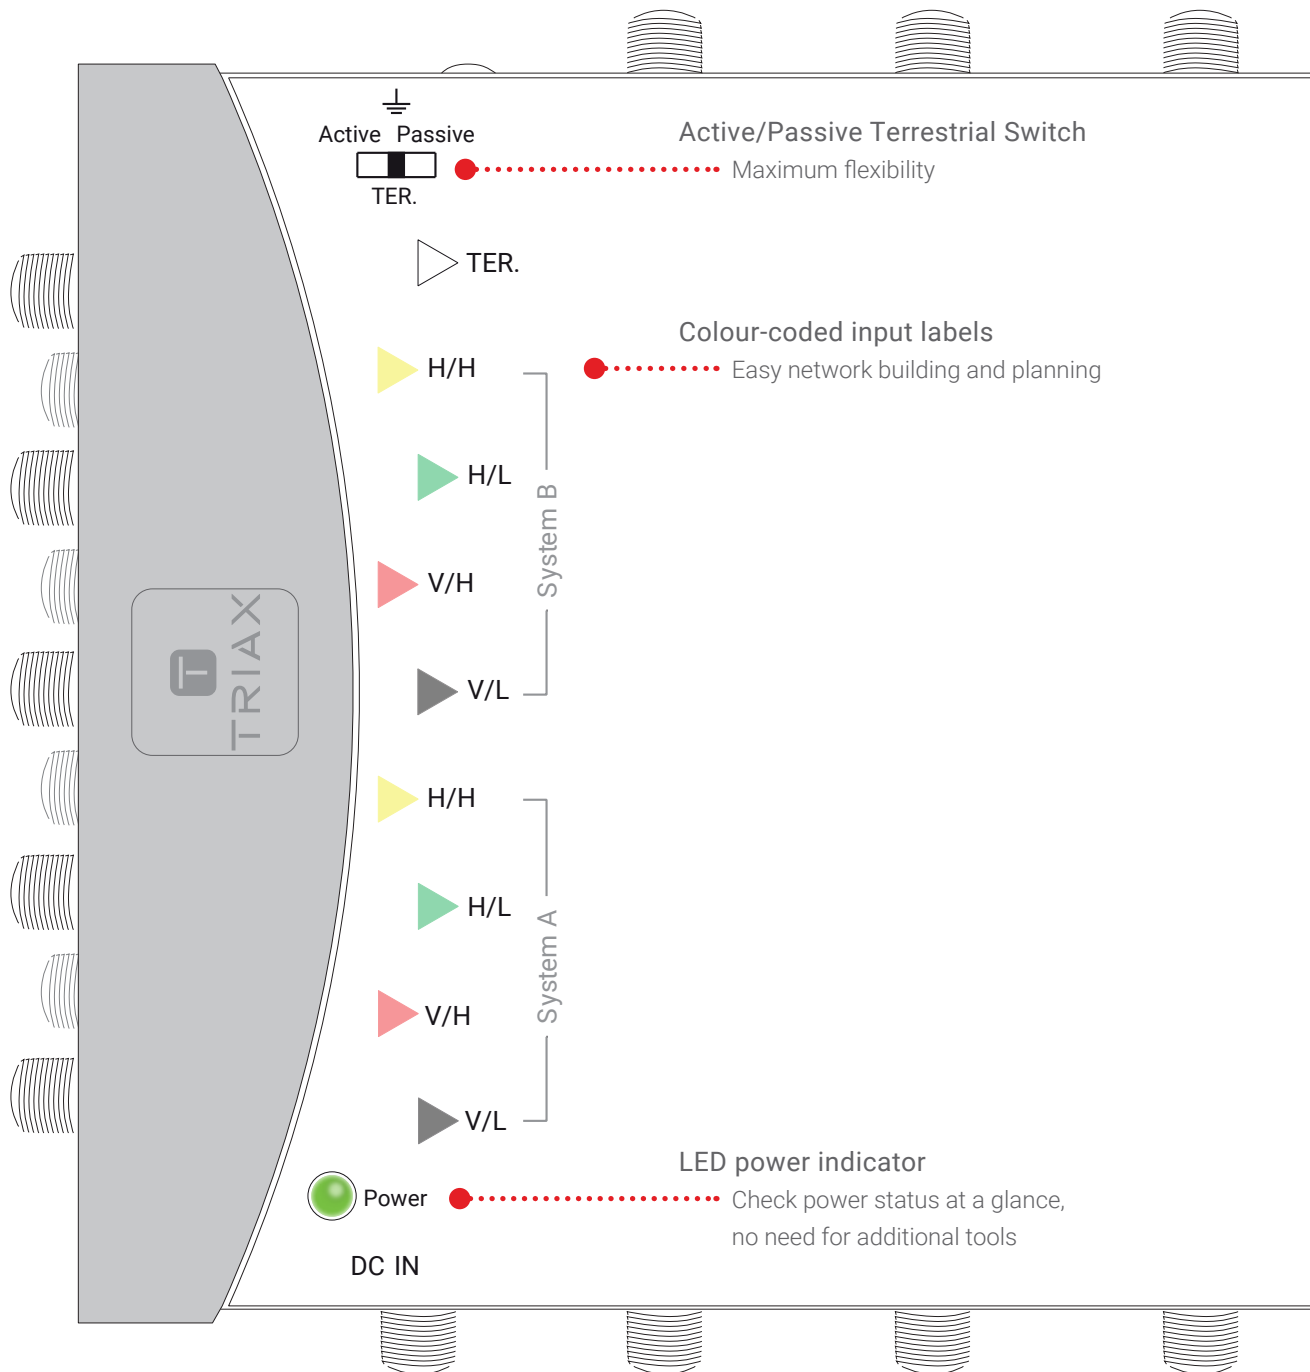 Active Passive
TER.
Active/Passive Terrestrial Switch
Maximum flexibility
TER.
Colour-coded input labels
Easy network building and planning
H/H
H/L
V/H
V/L
System B
TRIAX
H/H
H/L
V/H
V/L
System A
LED power indicator
Check power status at a glance,
no need for additional tools
Power
DC IN